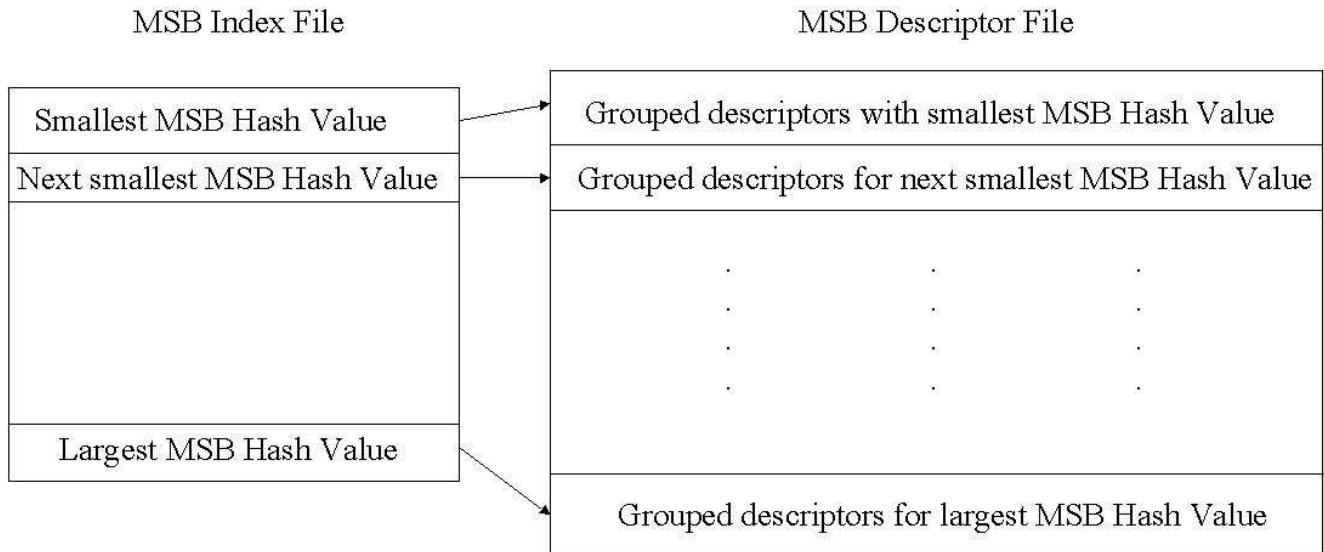 MSB Index File
MSB Descriptor File
Smallest MSB Hash Value
Grouped descriptors with smallest MSB Hash Value
Next smallest MSB Hash Value
Grouped descriptors for next smallest MSB Hash Value
. . .
. . .
. . .
. . .
Largest MSB Hash Value
Grouped descriptors for largest MSB Hash Value